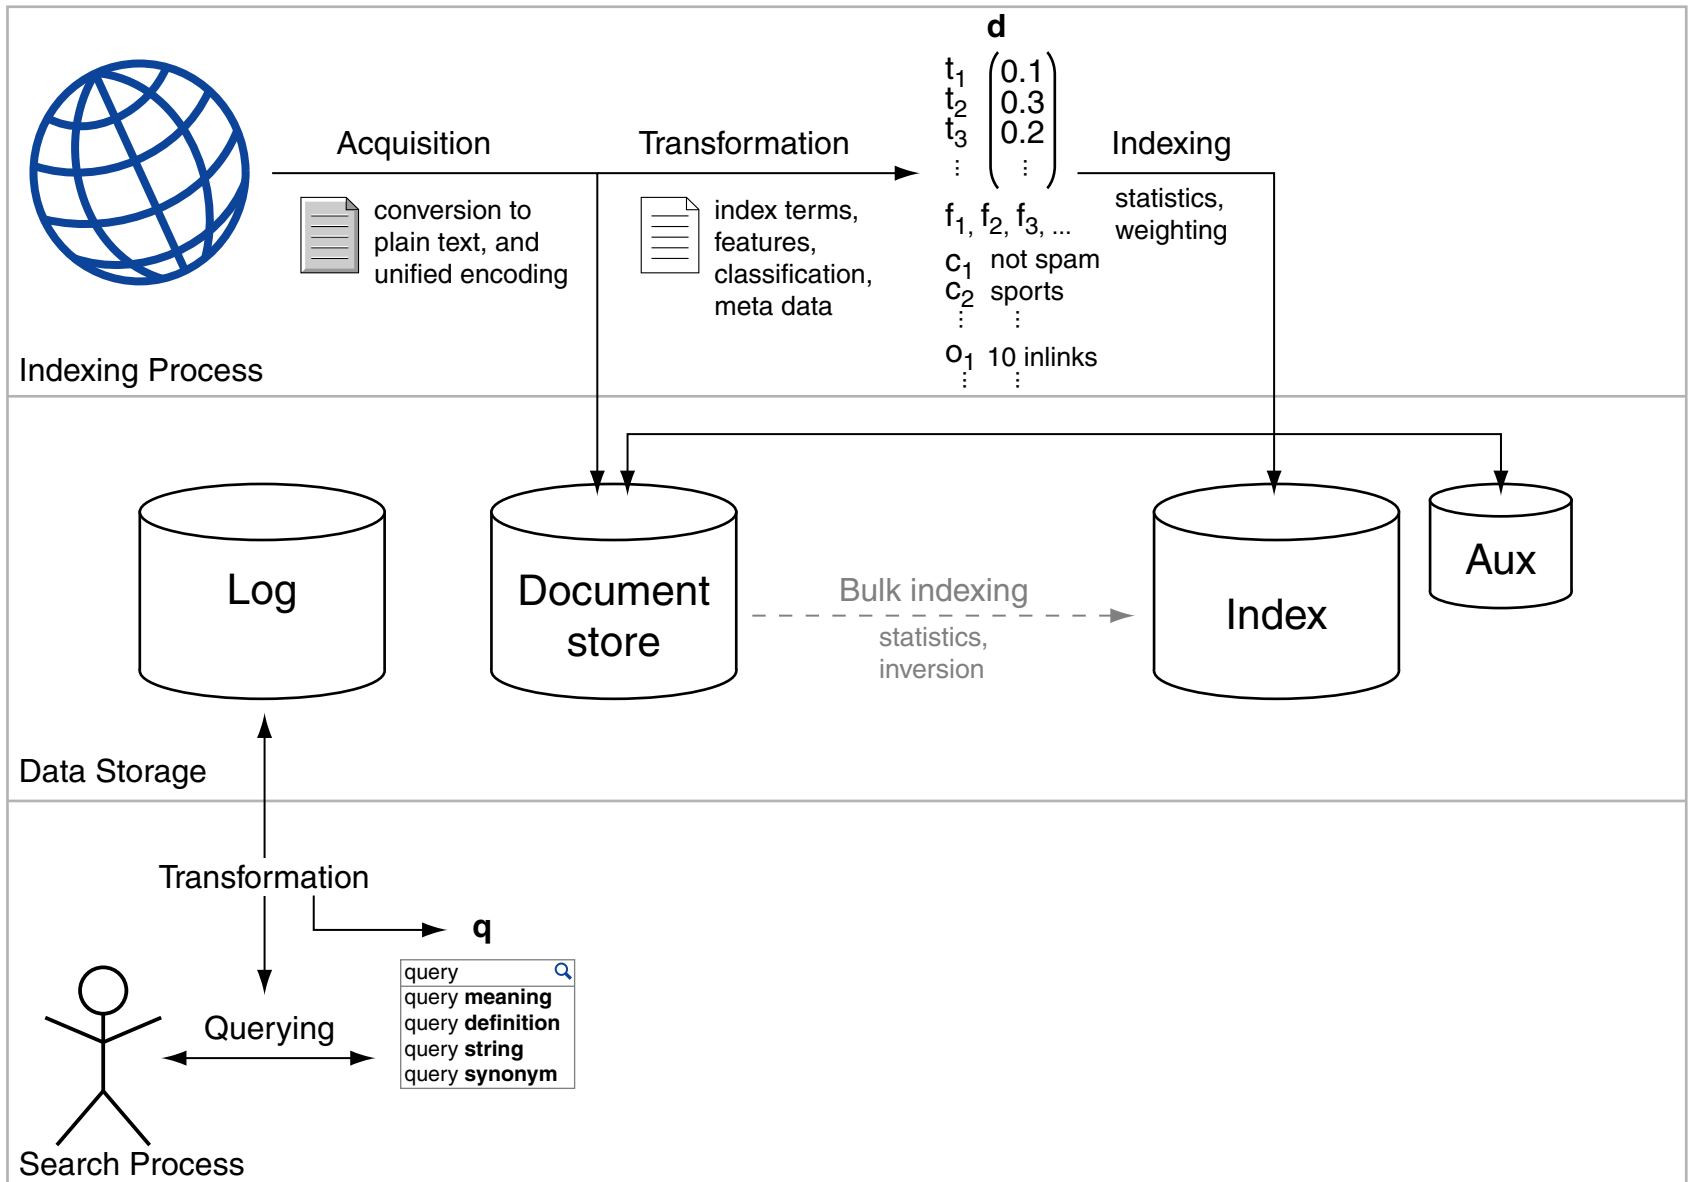 d
t1 0.1
t2 0.3
t3 0.2
⋮ ⋮
Acquisition
conversion to
plain text, and
unified encoding
Transformation
index terms,
features,
classification,
meta data
f1, f2, f3, ...
c1 not spam
c2 sports
⋮ ⋮
o1 10 inlinks
⋮ ⋮
Indexing
statistics,
weighting
Indexing Process
Log
Document
store
Bulk indexing
statistics,
inversion
Index
Aux
Data Storage
Transformation
q
Querying
query
query meaning
query definition
query string
query synonym
Search Process